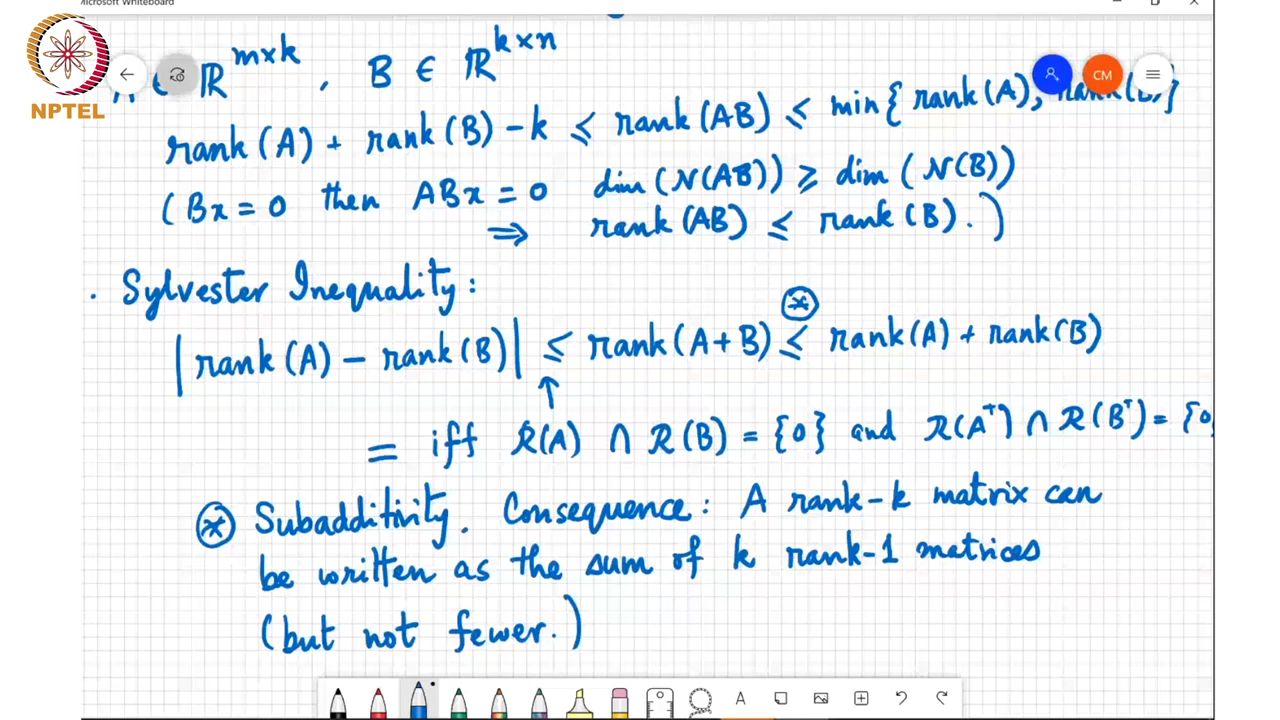 Microsoft Whiteboard
NPTEL
ℝ^{m×k} , B ∈ ℝ^{k×n}
CM
rank(A) + rank(B) - k ≤ rank(AB) ≤ min{rank(A), rank(B)}
(Bx = 0 then ABx = 0 dim(N(AB)) ≥ dim(N(B))
⇒ rank(AB) ≤ rank(B).)
. Sylvester Inequality:
|rank(A) - rank(B)| ≤ rank(A+B) ≤ rank(A) + rank(B)
↑
= iff R(A) ∩ R(B) = {0} and R(A^T) ∩ R(B^T) = {0
⊛ Subadditivity. Consequence: A rank-k matrix can
be written as the sum of k rank-1 matrices
(but not fewer.)